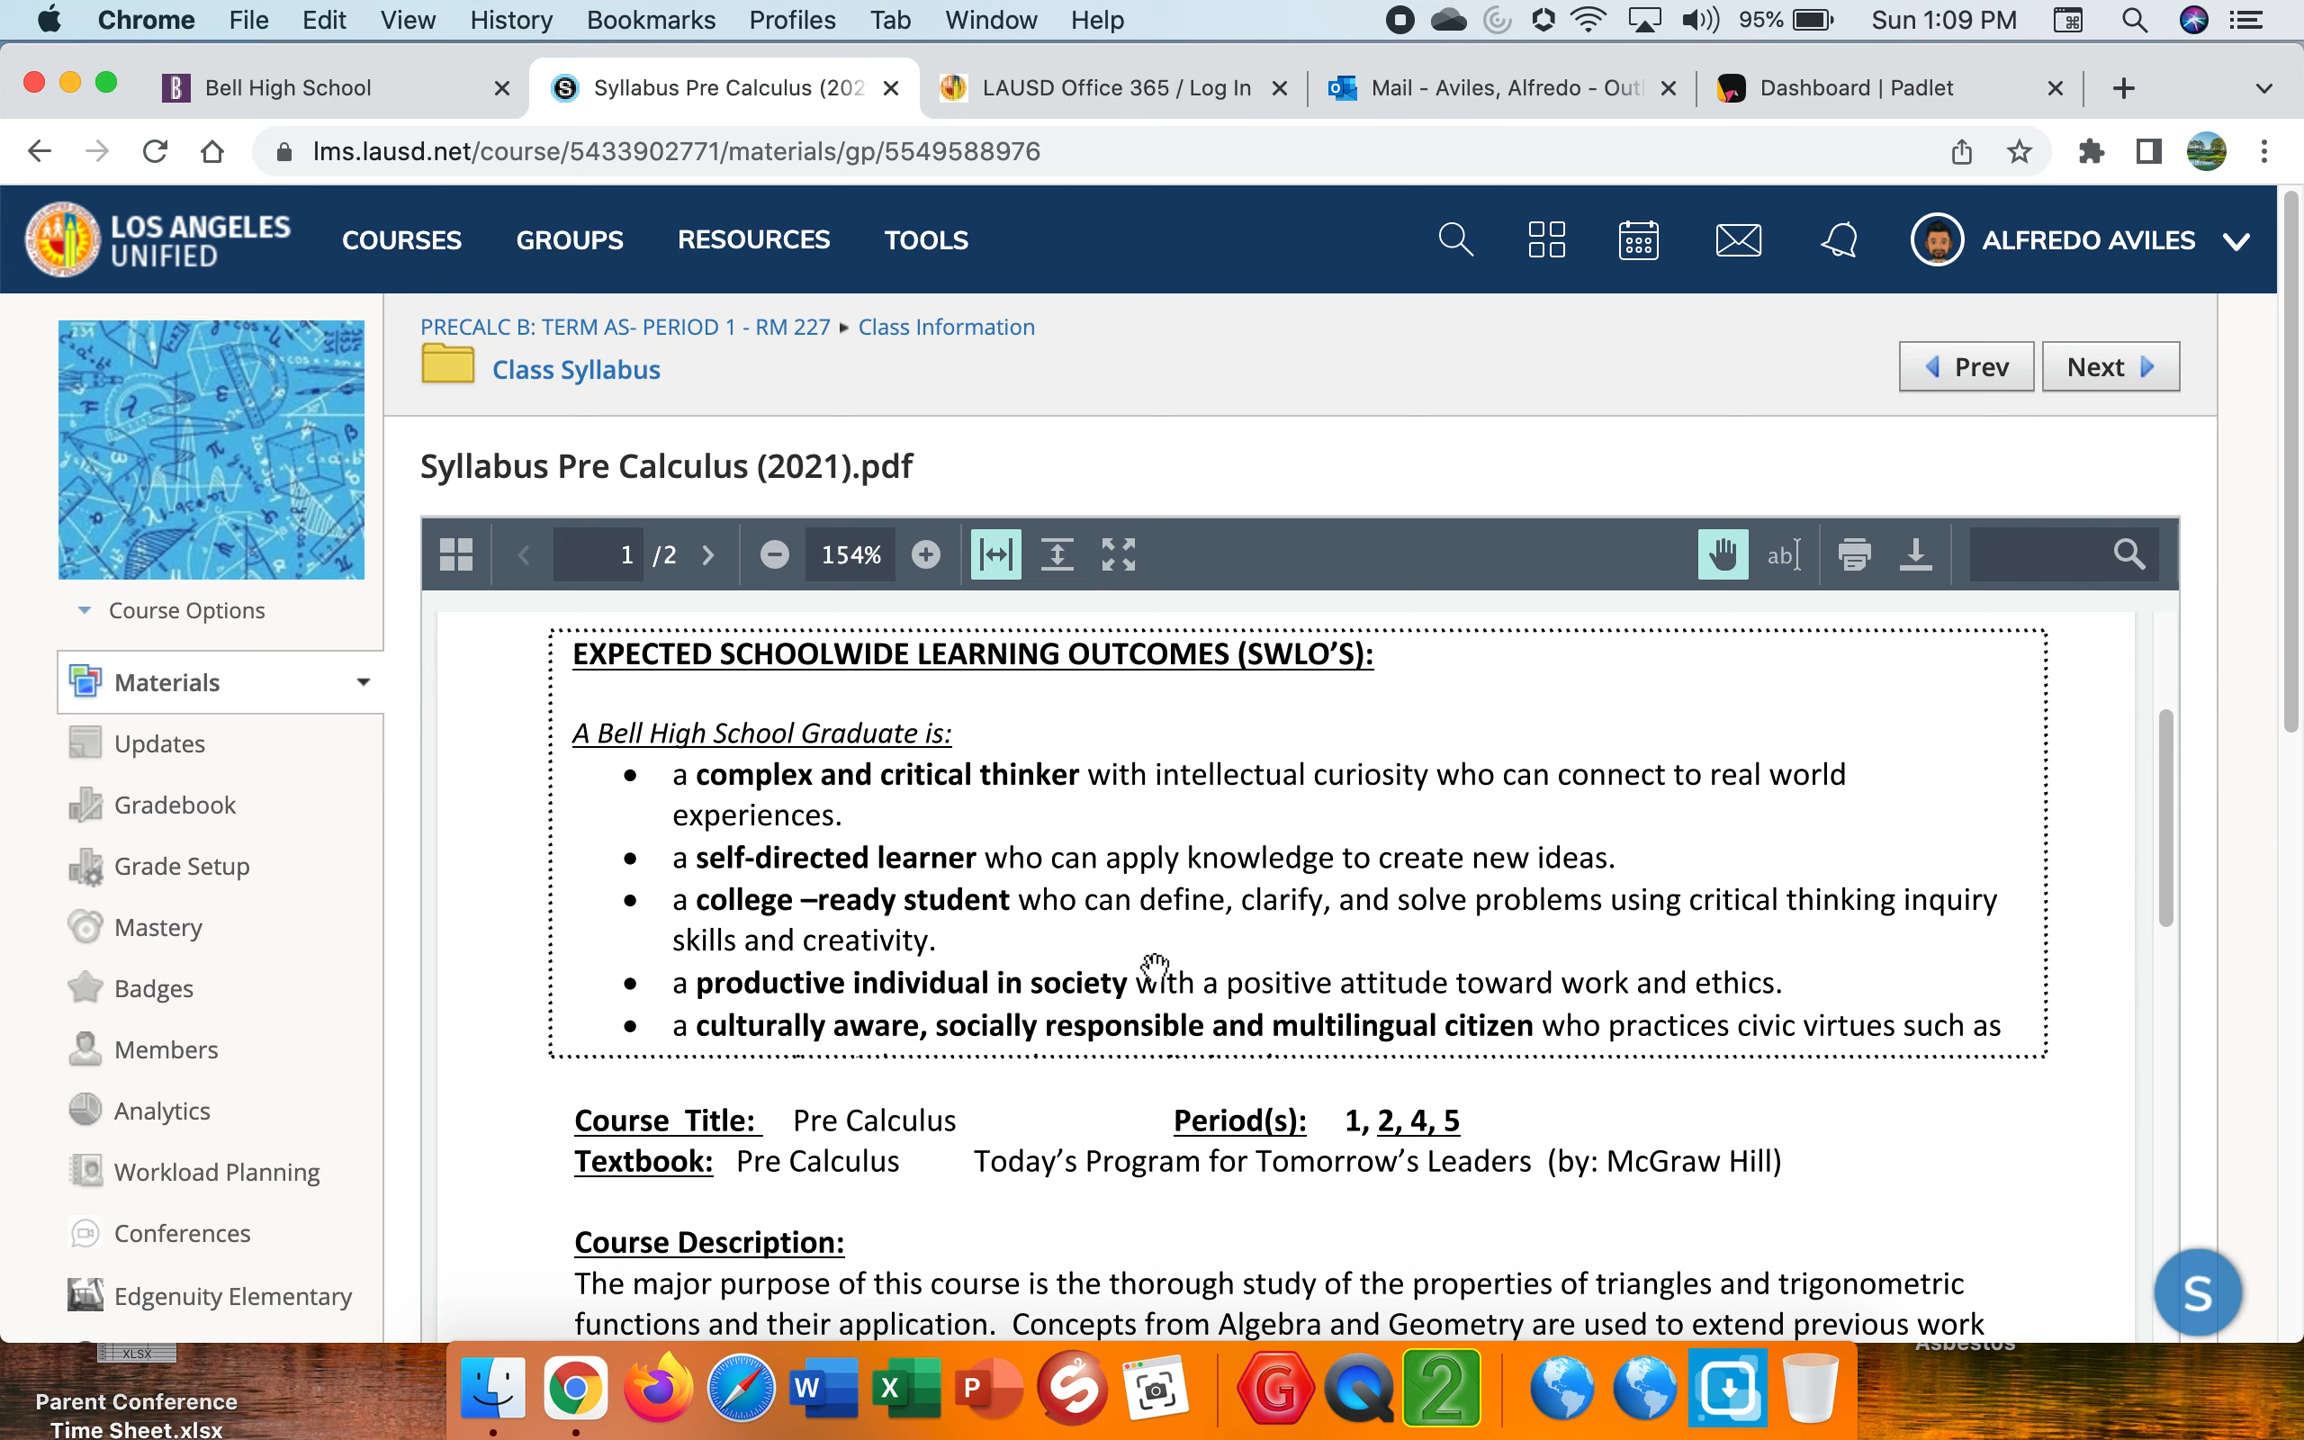 Chrome File Edit View History Bookmarks Profiles Tab Window Help 95% Sun 1:09 PM
Bell High School
Syllabus Pre Calculus (202
LAUSD Office 365 / Log In
Mail - Aviles, Alfredo - Outl
Dashboard | Padlet
lms.lausd.net/course/5433902771/materials/gp/5549588976
LOS ANGELES
UNIFIED
COURSES GROUPS RESOURCES TOOLS
ALFREDO AVILES
PRECALC B: TERM AS- PERIOD 1 - RM 227 ▸ Class Information
Class Syllabus
Prev Next
Syllabus Pre Calculus (2021).pdf
1 /2 154% ab
Course Options
Materials
Updates
Gradebook
Grade Setup
Mastery
Badges
Members
Analytics
Workload Planning
Conferences
Edgenuity Elementary
EXPECTED SCHOOLWIDE LEARNING OUTCOMES (SWLO’S):
A Bell High School Graduate is:
• a complex and critical thinker with intellectual curiosity who can connect to real world
experiences.
• a self-directed learner who can apply knowledge to create new ideas.
• a college –ready student who can define, clarify, and solve problems using critical thinking inquiry
skills and creativity.
• a productive individual in society with a positive attitude toward work and ethics.
• a culturally aware, socially responsible and multilingual citizen who practices civic virtues such as
Course Title: Pre Calculus Period(s): 1, 2, 4, 5
Textbook: Pre Calculus Today’s Program for Tomorrow’s Leaders (by: McGraw Hill)
Course Description:
The major purpose of this course is the thorough study of the properties of triangles and trigonometric
functions and their application. Concepts from Algebra and Geometry are used to extend previous work
S
XLSX
Parent Conference
Time Sheet.xlsx
Asbestos
W X P S G Q 2